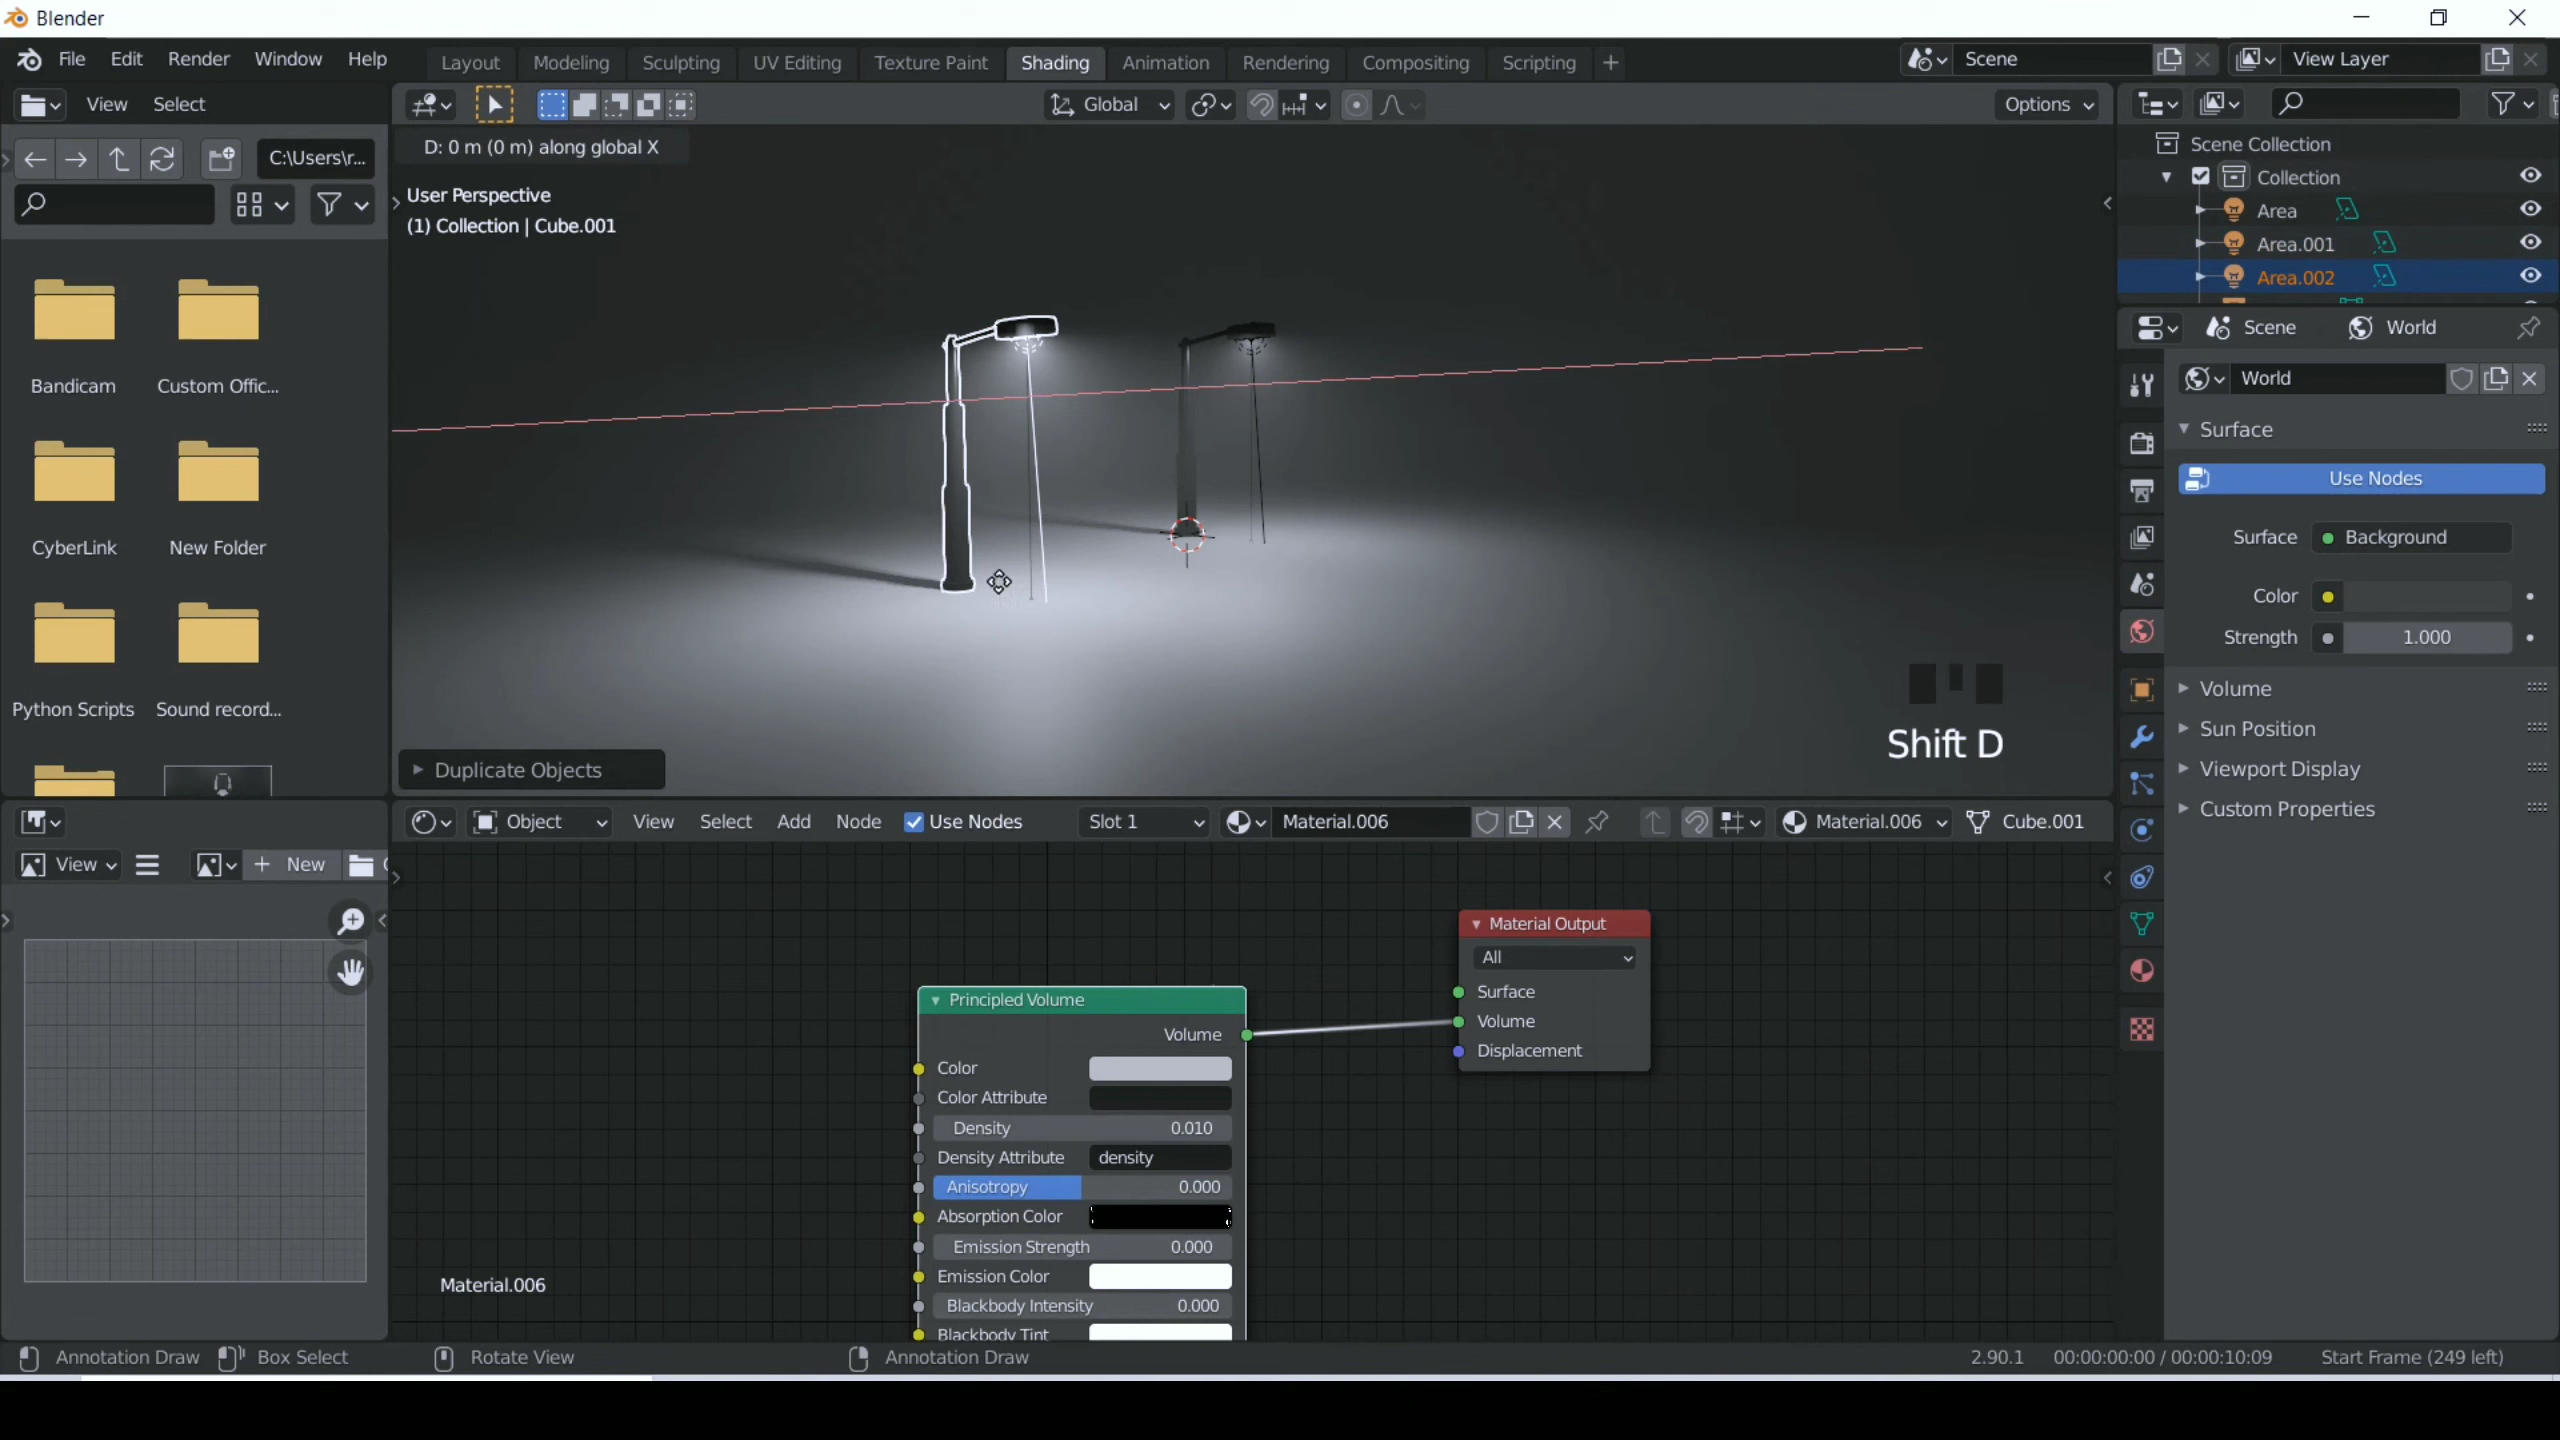 Blender
File Edit Render Window Help
Layout Modeling Sculpting UV Editing Texture Paint Shading Animation Rendering Compositing Scripting +
Scene
View Layer
View Select
Global
Options
C:\Users\r...
Bandicam
Custom Offic...
CyberLink
New Folder
Python Scripts
Sound record...
D: 0 m (0 m) along global X
User Perspective
(1) Collection | Cube.001
Shift D
Duplicate Objects
Scene Collection
Collection
Area
Area.001
Area.002
Scene World
World
Surface
Use Nodes
Surface Background
Color
Strength 1.000
Volume
Sun Position
Viewport Display
Custom Properties
View
+ New
Object View Select Add Node Use Nodes Slot 1 Material.006 Material.006 Cube.001
Material Output
All
Surface
Volume
Displacement
Principled Volume
Volume
Color
Color Attribute
Density 0.010
Density Attribute density
Anisotropy 0.000
Absorption Color
Emission Strength 0.000
Emission Color
Blackbody Intensity 0.000
Blackbody Tint
Material.006
Annotation Draw Box Select Rotate View Annotation Draw 2.90.1 00:00:00:00 / 00:00:10:09 Start Frame (249 left)